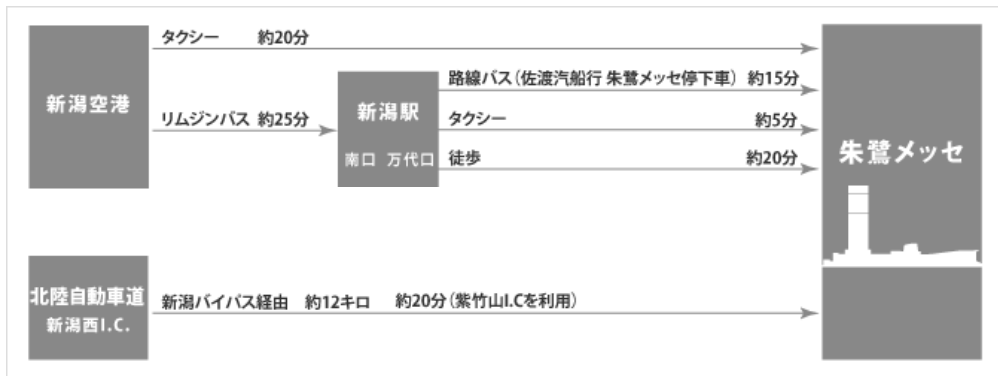 タクシー 約20分
新潟空港
リムジンバス 約25分
新潟駅
南口 万代口
路線バス(佐渡汽船行 朱鷺メッセ停下車) 約15分
タクシー 約5分
徒歩 約20分
朱鷺メッセ
北陸自動車道
新潟西I.C.
新潟バイパス経由 約12キロ 約20分(紫竹山I.Cを利用)